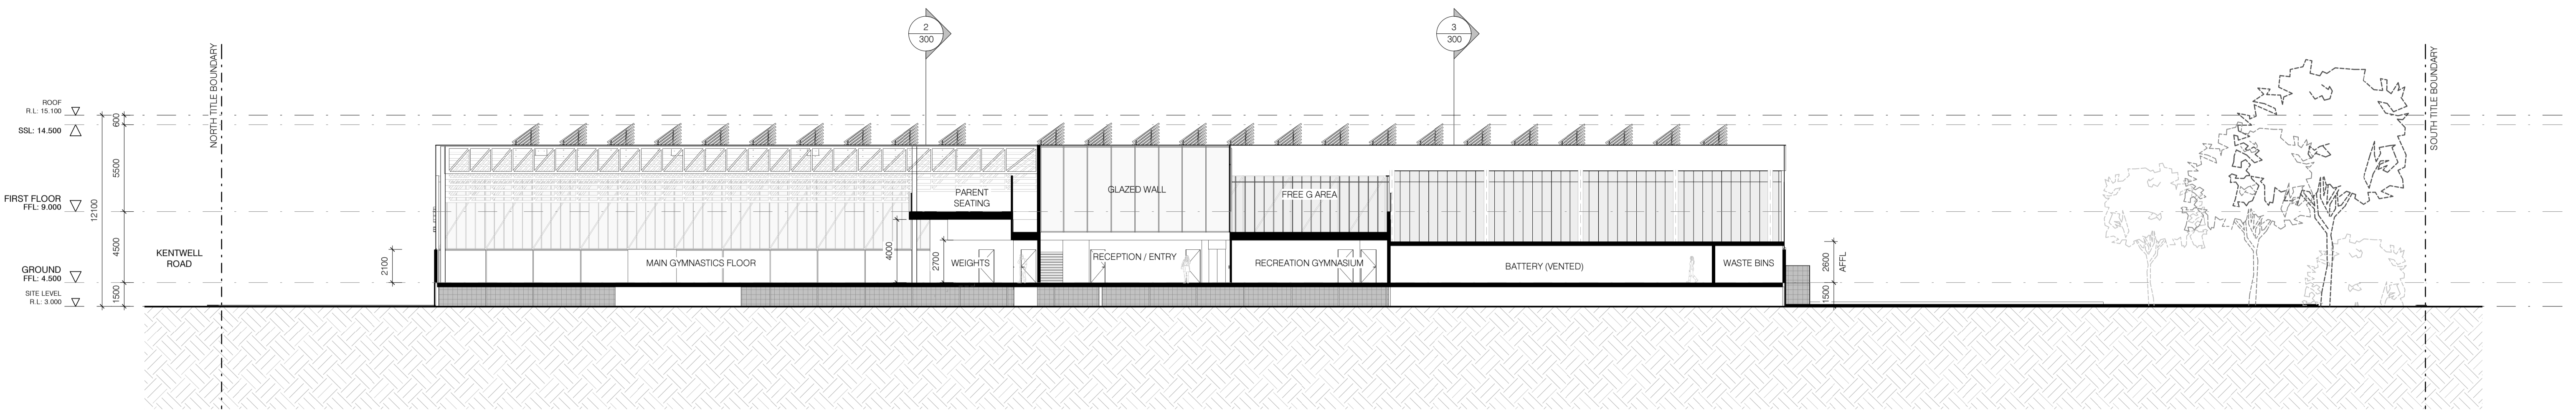 2
300
3
300
NORTH TITLE BOUNDARY
SOUTH TITLE BOUNDARY
ROOF
R.L: 15.100
SSL: 14.500
FIRST FLOOR
FFL: 9.000
GROUND
FFL: 4.500
SITE LEVEL
R.L: 3.000
600
5500
12100
4500
1500
KENTWELL
ROAD
2100
MAIN GYMNASTICS FLOOR
PARENT
SEATING
4000
2700
WEIGHTS
GLAZED WALL
RECEPTION / ENTRY
FREE G AREA
RECREATION GYMNASIUM
BATTERY (VENTED)
WASTE BINS
2600
AFFL
1500